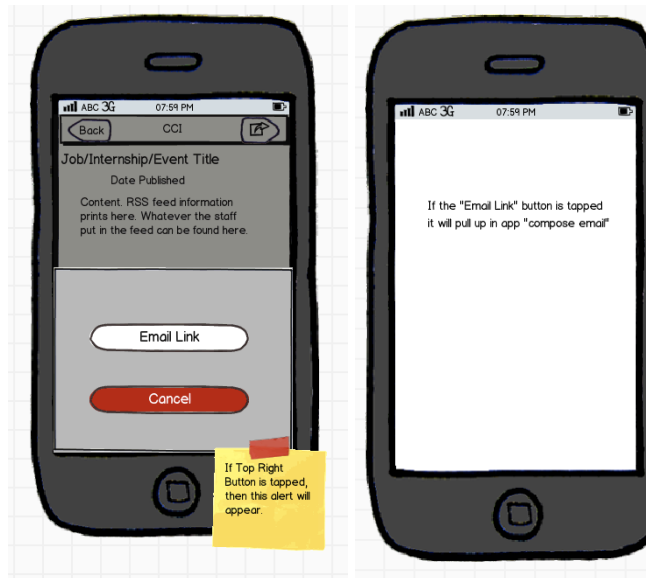 ABC 3G 07:59 PM
Back CCI
Job/Internship/Event Title
Date Published
Content. RSS feed information
prints here. Whatever the staff
put in the feed can be found here.
Email Link
Cancel
If Top Right
Button is tapped,
then this alert will
appear.
ABC 3G 07:59 PM
If the "Email Link" button is tapped
it will pull up in app "compose email"